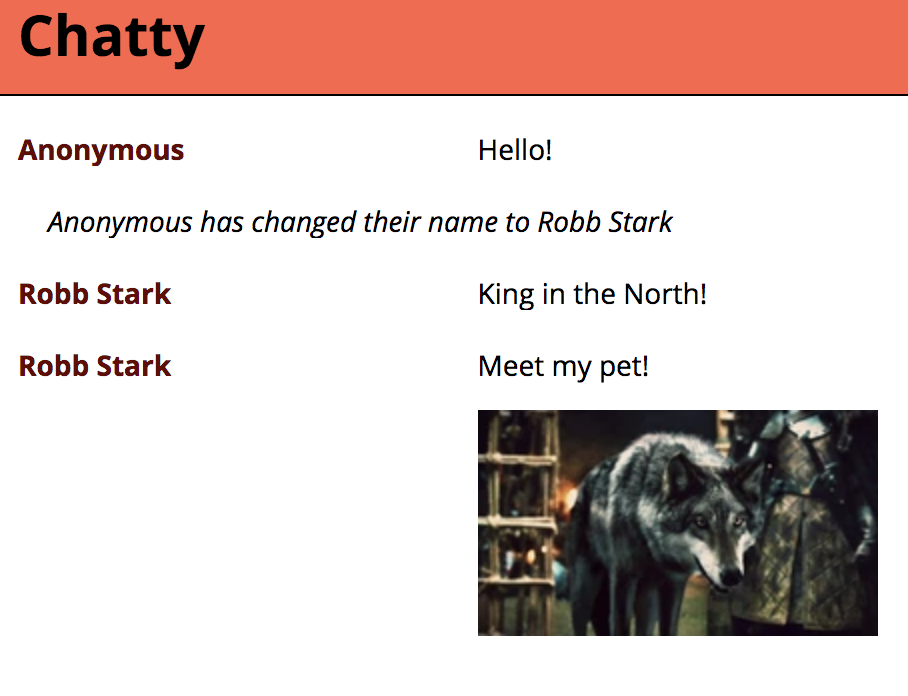 Chatty
Anonymous Hello!
Anonymous has changed their name to Robb Stark
Robb Stark King in the North!
Robb Stark Meet my pet!